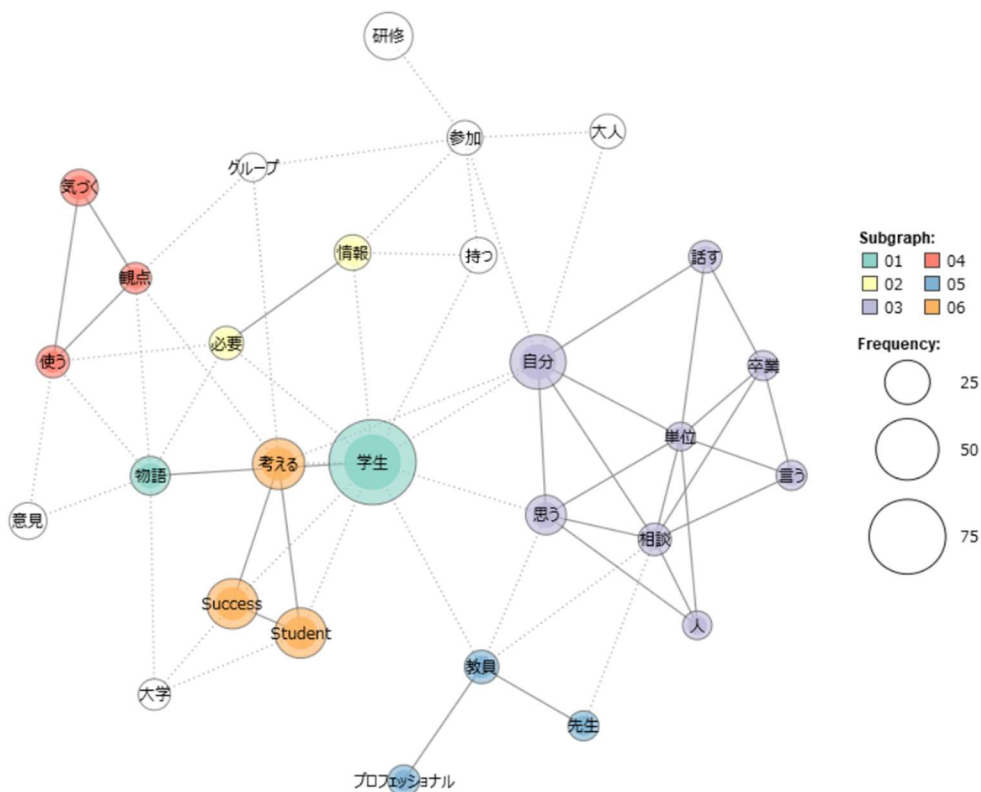 研修
参加
大人
グループ
気づく
情報
持つ
話す
観点
必要
使う
自分
卒業
単位
物語
考える
学生
言う
意見
思う
相談
Success
Student
人
大学
教員
先生
プロフェッショナル
Subgraph:
01 04
02 05
03 06
Frequency:
25
50
75